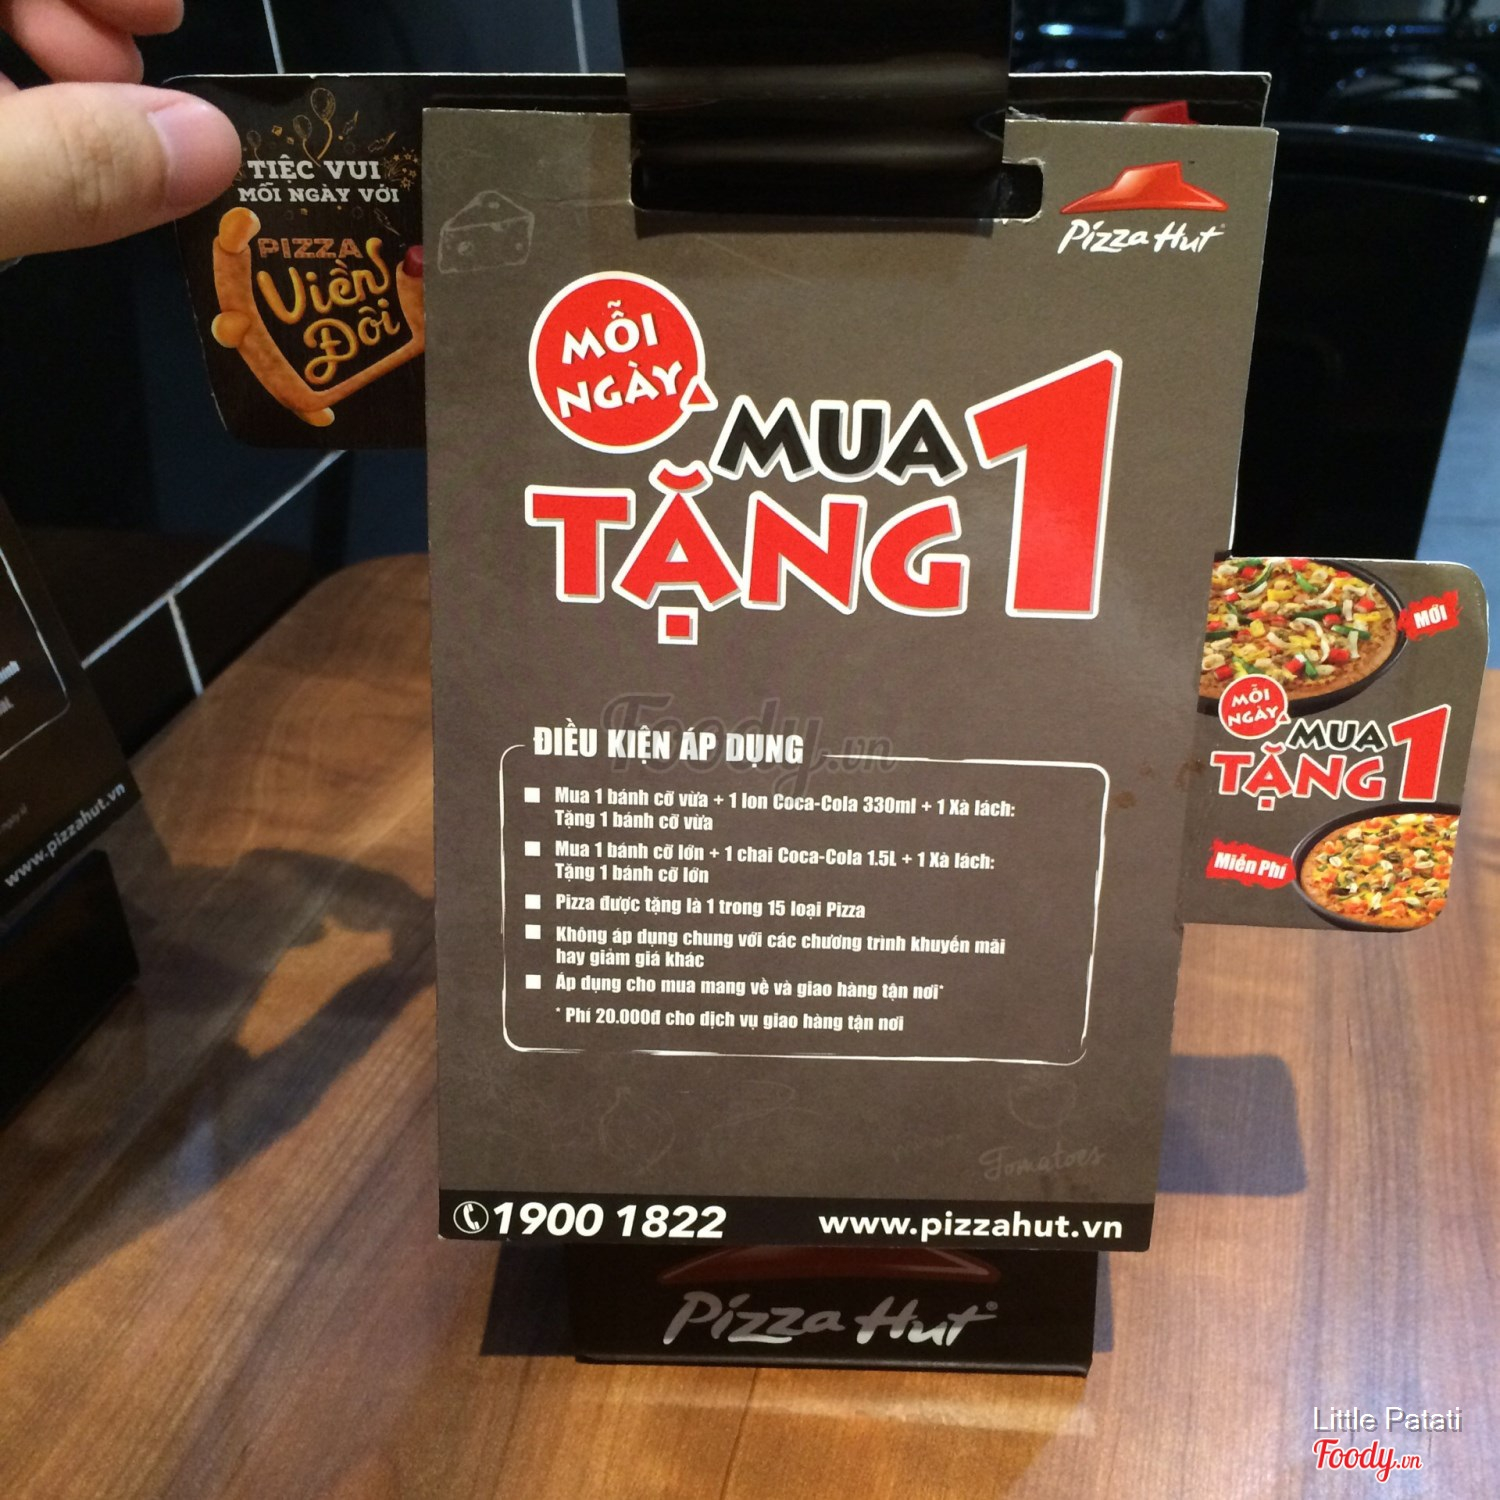 TIỆC VUI
MỖI NGÀY VỚI
PIZZA
Viền
Đôi
Pizza Hut
MỖI
NGÀY
MUA 1
TẶNG 1
Foody.vn
ĐIỀU KIỆN ÁP DỤNG
Mua 1 bánh cỡ vừa + 1 lon Coca-Cola 330ml + 1 Xà lách:
Tặng 1 bánh cỡ vừa
Mua 1 bánh cỡ lớn + 1 chai Coca-Cola 1.5L + 1 Xà lách:
Tặng 1 bánh cỡ lớn
Pizza được tặng là 1 trong 15 loại Pizza
Không áp dụng chung với các chương trình khuyến mãi
hay giảm giá khác
Áp dụng cho mua mang về và giao hàng tận nơi*
* Phí 20.000đ cho dịch vụ giao hàng tận nơi
Tomatoes
1900 1822 www.pizzahut.vn
Pizza Hut
MỚI
MỖI
NGÀY
MUA 1
TẶNG
Miễn Phí
www.pizzahut.vn
Little Patati
Foody.vn